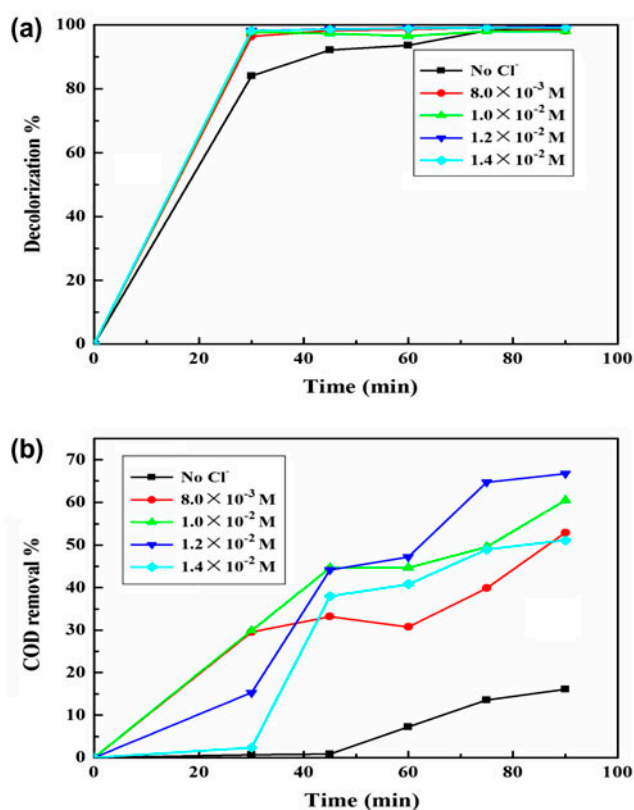 (a)
100
80
60
40
20
0
Decolorization %
No Cl⁻
8.0 × 10⁻³ M
1.0 × 10⁻² M
1.2 × 10⁻² M
1.4 × 10⁻² M
0 20 40 60 80 100
Time (min)
(b)
70
60
50
40
30
20
10
0
COD removal %
No Cl⁻
8.0 × 10⁻³ M
1.0 × 10⁻² M
1.2 × 10⁻² M
1.4 × 10⁻² M
0 20 40 60 80 100
Time (min)